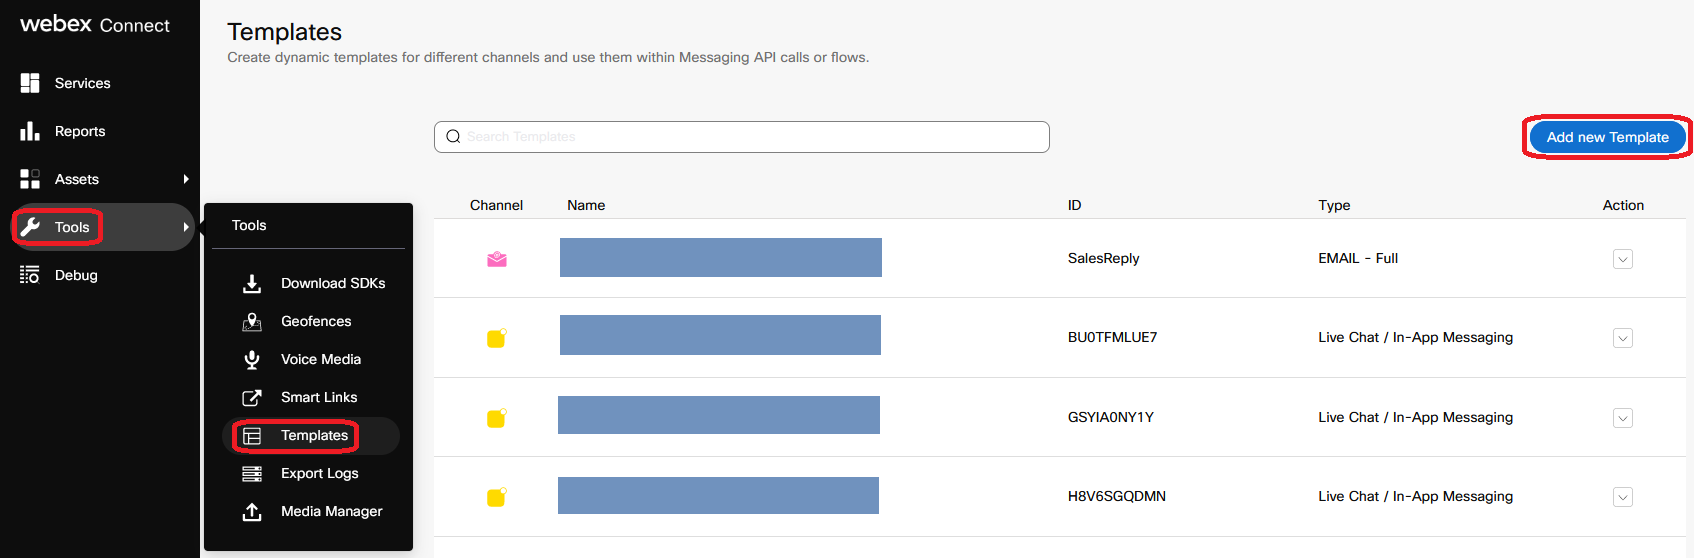 webex Connect
Services
Reports
Assets
Tools
Debug
Tools
Download SDKs
Geofences
Voice Media
Smart Links
Templates
Export Logs
Media Manager
Templates
Create dynamic templates for different channels and use them within Messaging API calls or flows.
Search Templates
Add new Template
Channel Name ID Type Action
SalesReply EMAIL - Full
BU0TFMLUE7 Live Chat / In-App Messaging
GSYIA0NY1Y Live Chat / In-App Messaging
H8V6SGQDMN Live Chat / In-App Messaging